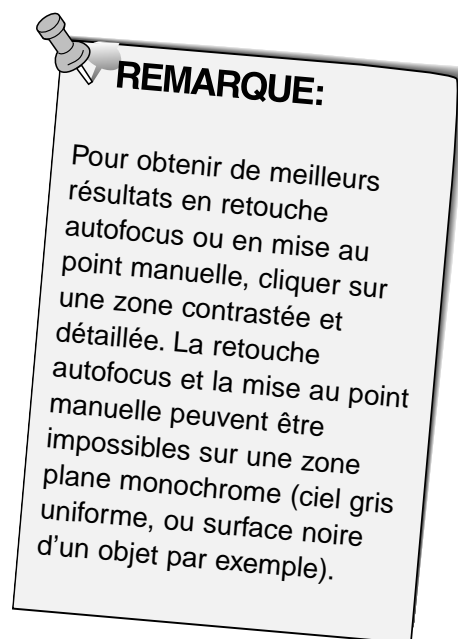 REMARQUE:
Pour obtenir de meilleurs
résultats en retouche
autofocus ou en mise au
point manuelle, cliquer sur
une zone contrastée et
détaillée. La retouche
autofocus et la mise au point
manuelle peuvent être
impossibles sur une zone
plane monochrome (ciel gris
uniforme, ou surface noire
d'un objet par exemple).